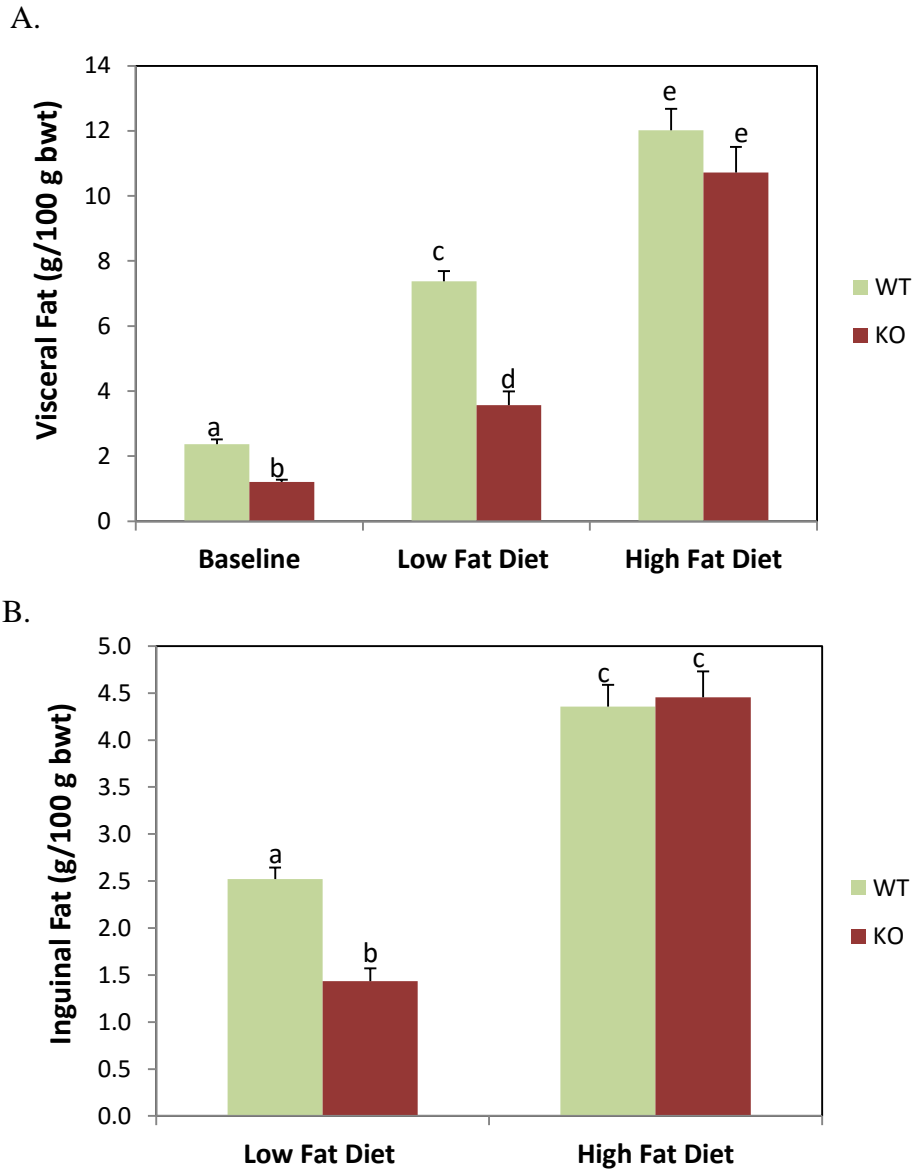 A.
Visceral Fat (g/100 g bwt)
14
12
10
8
6
4
2
0
a
b
c
d
e
e
Baseline
Low Fat Diet
High Fat Diet
WT
KO
B.
Inguinal Fat (g/100 g bwt)
5.0
4.5
4.0
3.5
3.0
2.5
2.0
1.5
1.0
0.5
0.0
a
b
c
c
Low Fat Diet
High Fat Diet
WT
KO